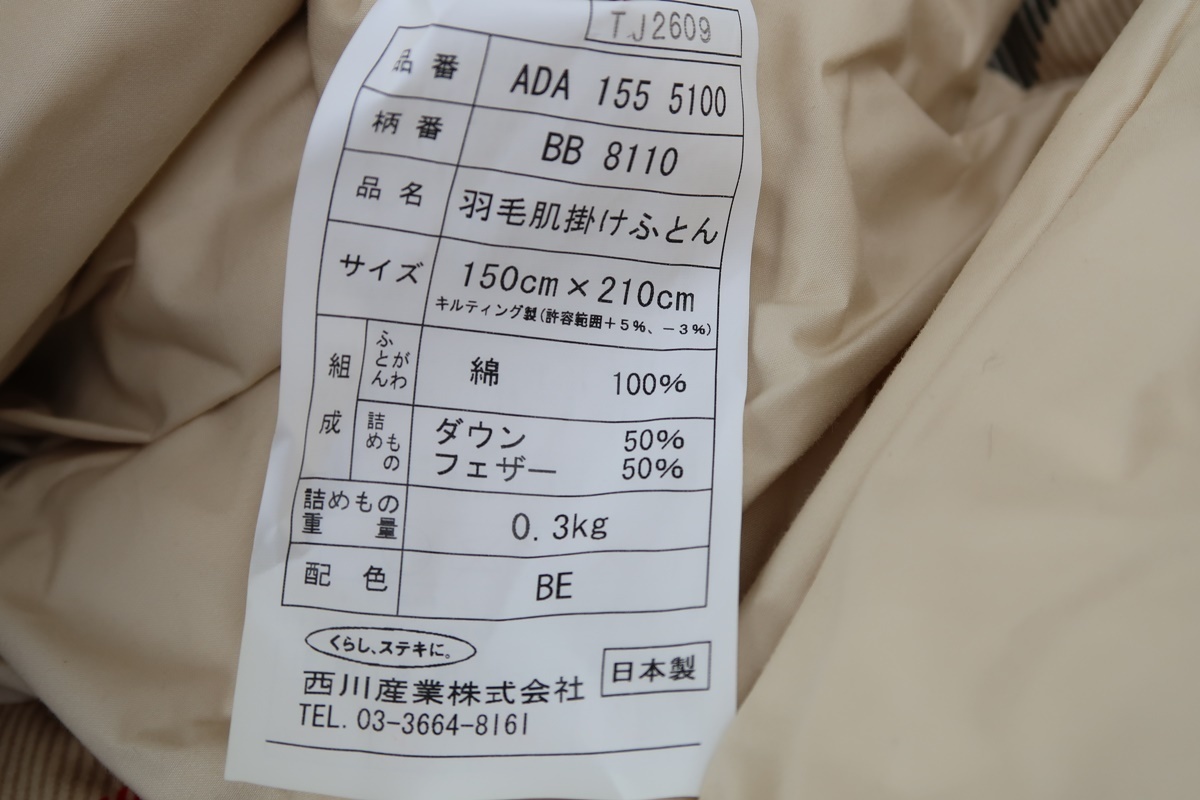 TJ2609
品番 ADA 155 5100
柄番 BB 8110
品名 羽毛肌掛けふとん
サイズ 150cm×210cm
キルティング製(許容範囲+5%、-3%)
組成 ふとんがわ 綿 100%
詰めもの ダウン 50%
フェザー 50%
詰めもの重量 0.3kg
配色 BE
くらし、ステキに。
西川産業株式会社 日本製
TEL. 03-3664-8161